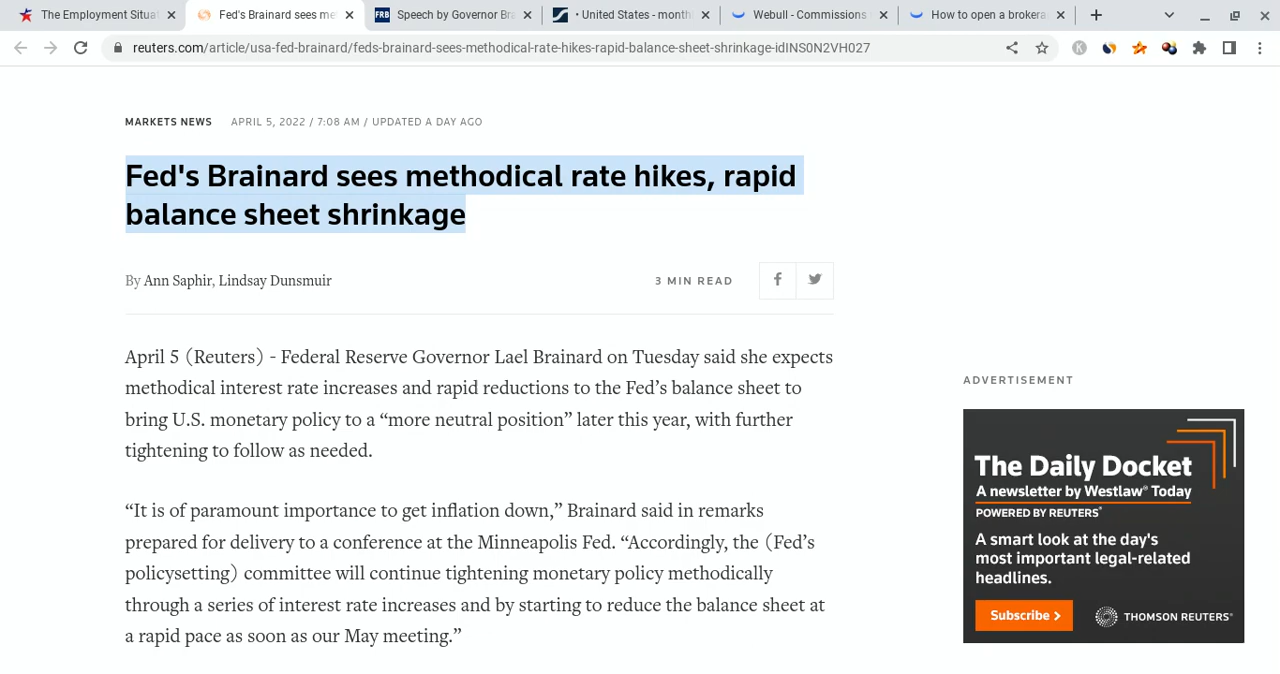 The Employment Situat
Fed's Brainard sees me
FRB
Speech by Governor Bra
• United States - month
Webull - Commissions
How to open a brokera
reuters.com/article/usa-fed-brainard/feds-brainard-sees-methodical-rate-hikes-rapid-balance-sheet-shrinkage-idINS0N2VH027
K
MARKETS NEWS APRIL 5, 2022 / 7:08 AM / UPDATED A DAY AGO
Fed's Brainard sees methodical rate hikes, rapid
balance sheet shrinkage
By Ann Saphir, Lindsay Dunsmuir
3 MIN READ
April 5 (Reuters) - Federal Reserve Governor Lael Brainard on Tuesday said she expects
methodical interest rate increases and rapid reductions to the Fed’s balance sheet to
bring U.S. monetary policy to a “more neutral position” later this year, with further
tightening to follow as needed.
“It is of paramount importance to get inflation down,” Brainard said in remarks
prepared for delivery to a conference at the Minneapolis Fed. “Accordingly, the (Fed’s
policysetting) committee will continue tightening monetary policy methodically
through a series of interest rate increases and by starting to reduce the balance sheet at
a rapid pace as soon as our May meeting.”
ADVERTISEMENT
The Daily Docket
A newsletter by Westlaw® Today
POWERED BY REUTERS®
A smart look at the day's
most important legal-related
headlines.
Subscribe >
THOMSON REUTERS®